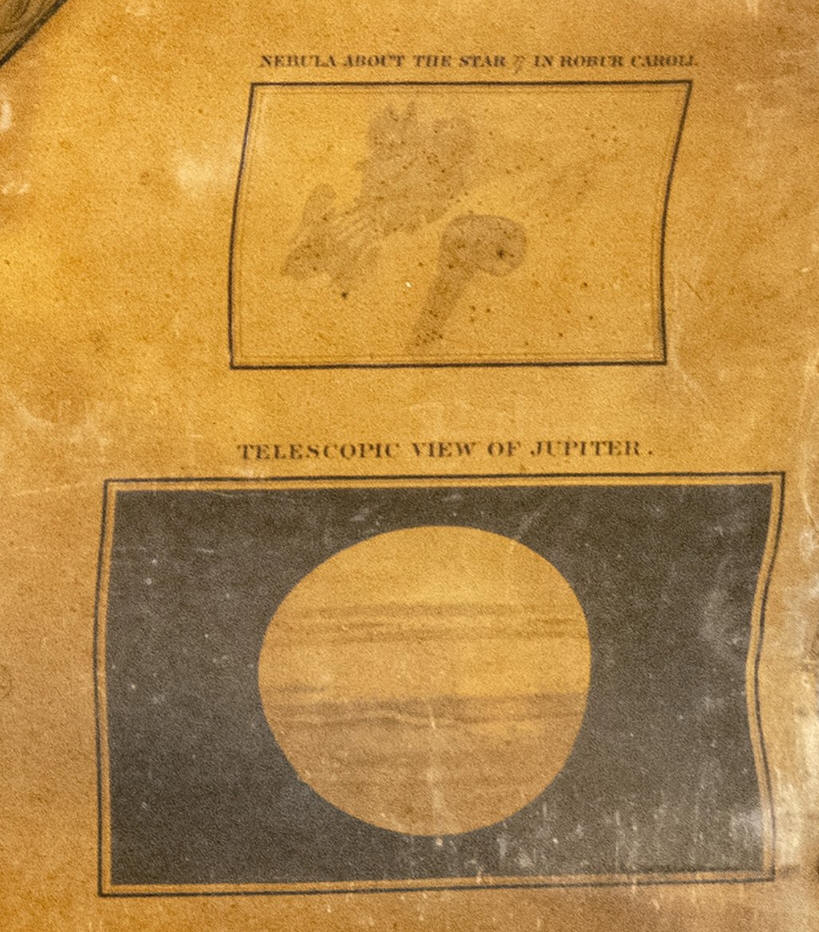 NEBULA ABOUT THE STAR η IN ROBUR CAROLI.
TELESCOPIC VIEW OF JUPITER.